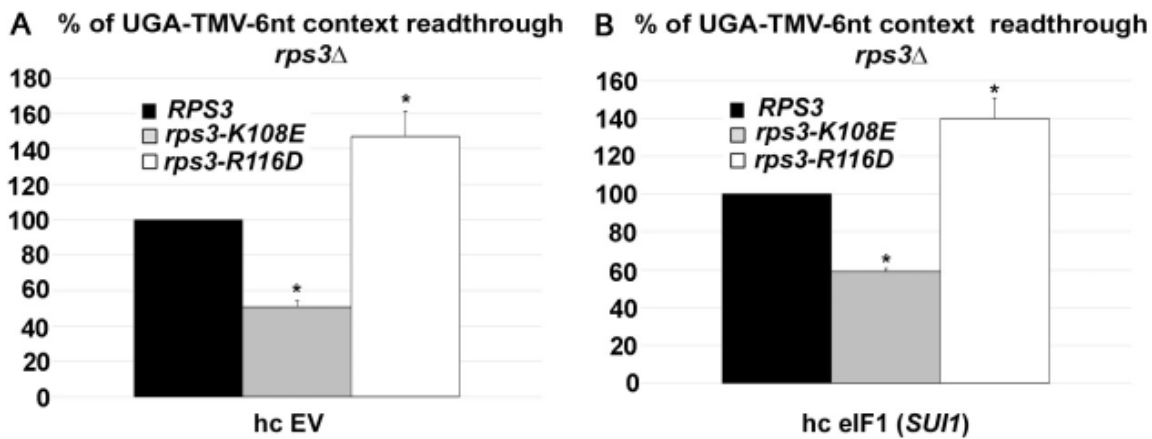 A % of UGA-TMV-6nt context readthrough
rps3Δ
180
160
140
120
100
80
60
40
20
0
RPS3
rps3-K108E
rps3-R116D
*
*
hc EV
B % of UGA-TMV-6nt context readthrough
rps3Δ
160
140
120
100
80
60
40
20
0
RPS3
rps3-K108E
rps3-R116D
*
*
hc eIF1 (SUI1)